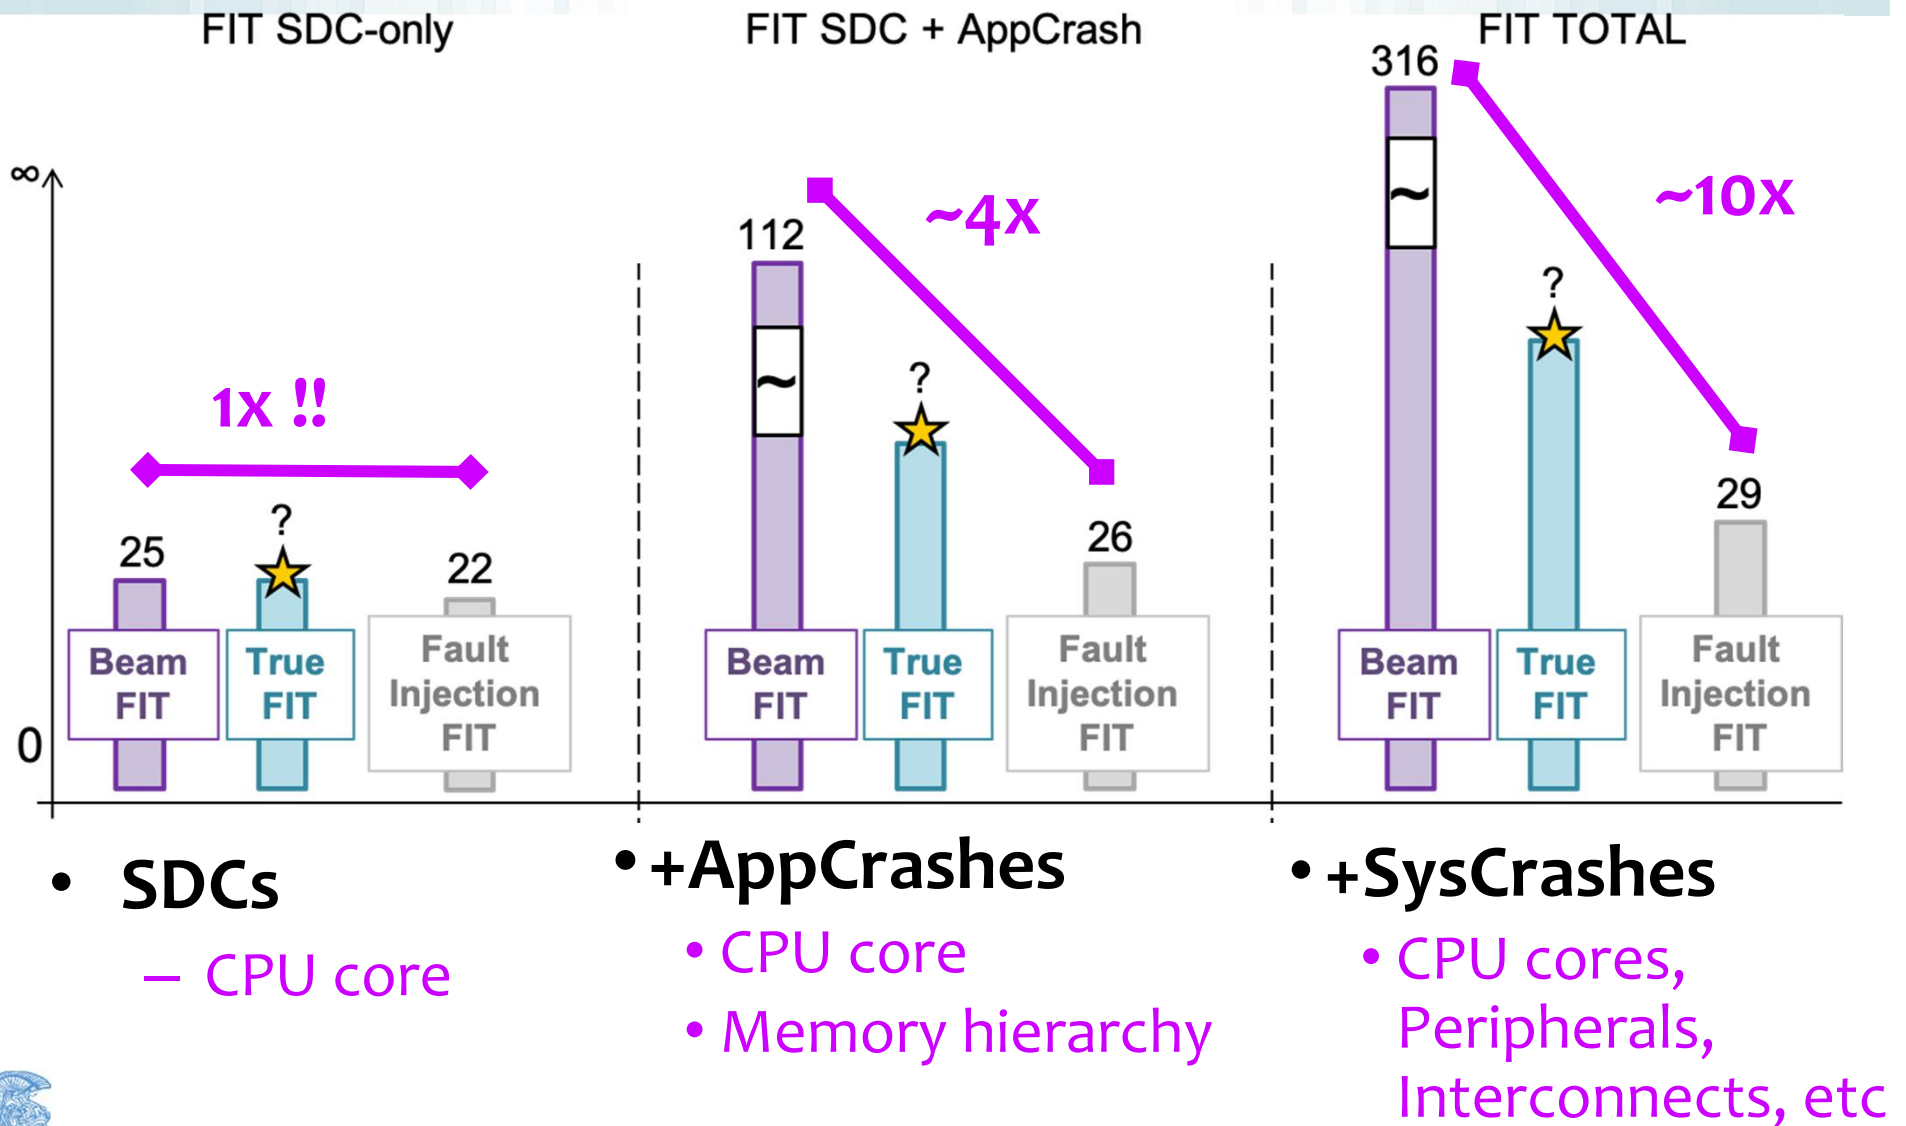 FIT SDC-only
FIT SDC + AppCrash
FIT TOTAL
∞
0
1x !!
25
?
22
Beam
FIT
True
FIT
Fault
Injection
FIT
~4x
112
~
?
26
Beam
FIT
True
FIT
Fault
Injection
FIT
~10x
316
~
?
29
Beam
FIT
True
FIT
Fault
Injection
FIT
• SDCs
– CPU core
• +AppCrashes
• CPU core
• Memory hierarchy
• +SysCrashes
• CPU cores,
Peripherals,
Interconnects, etc